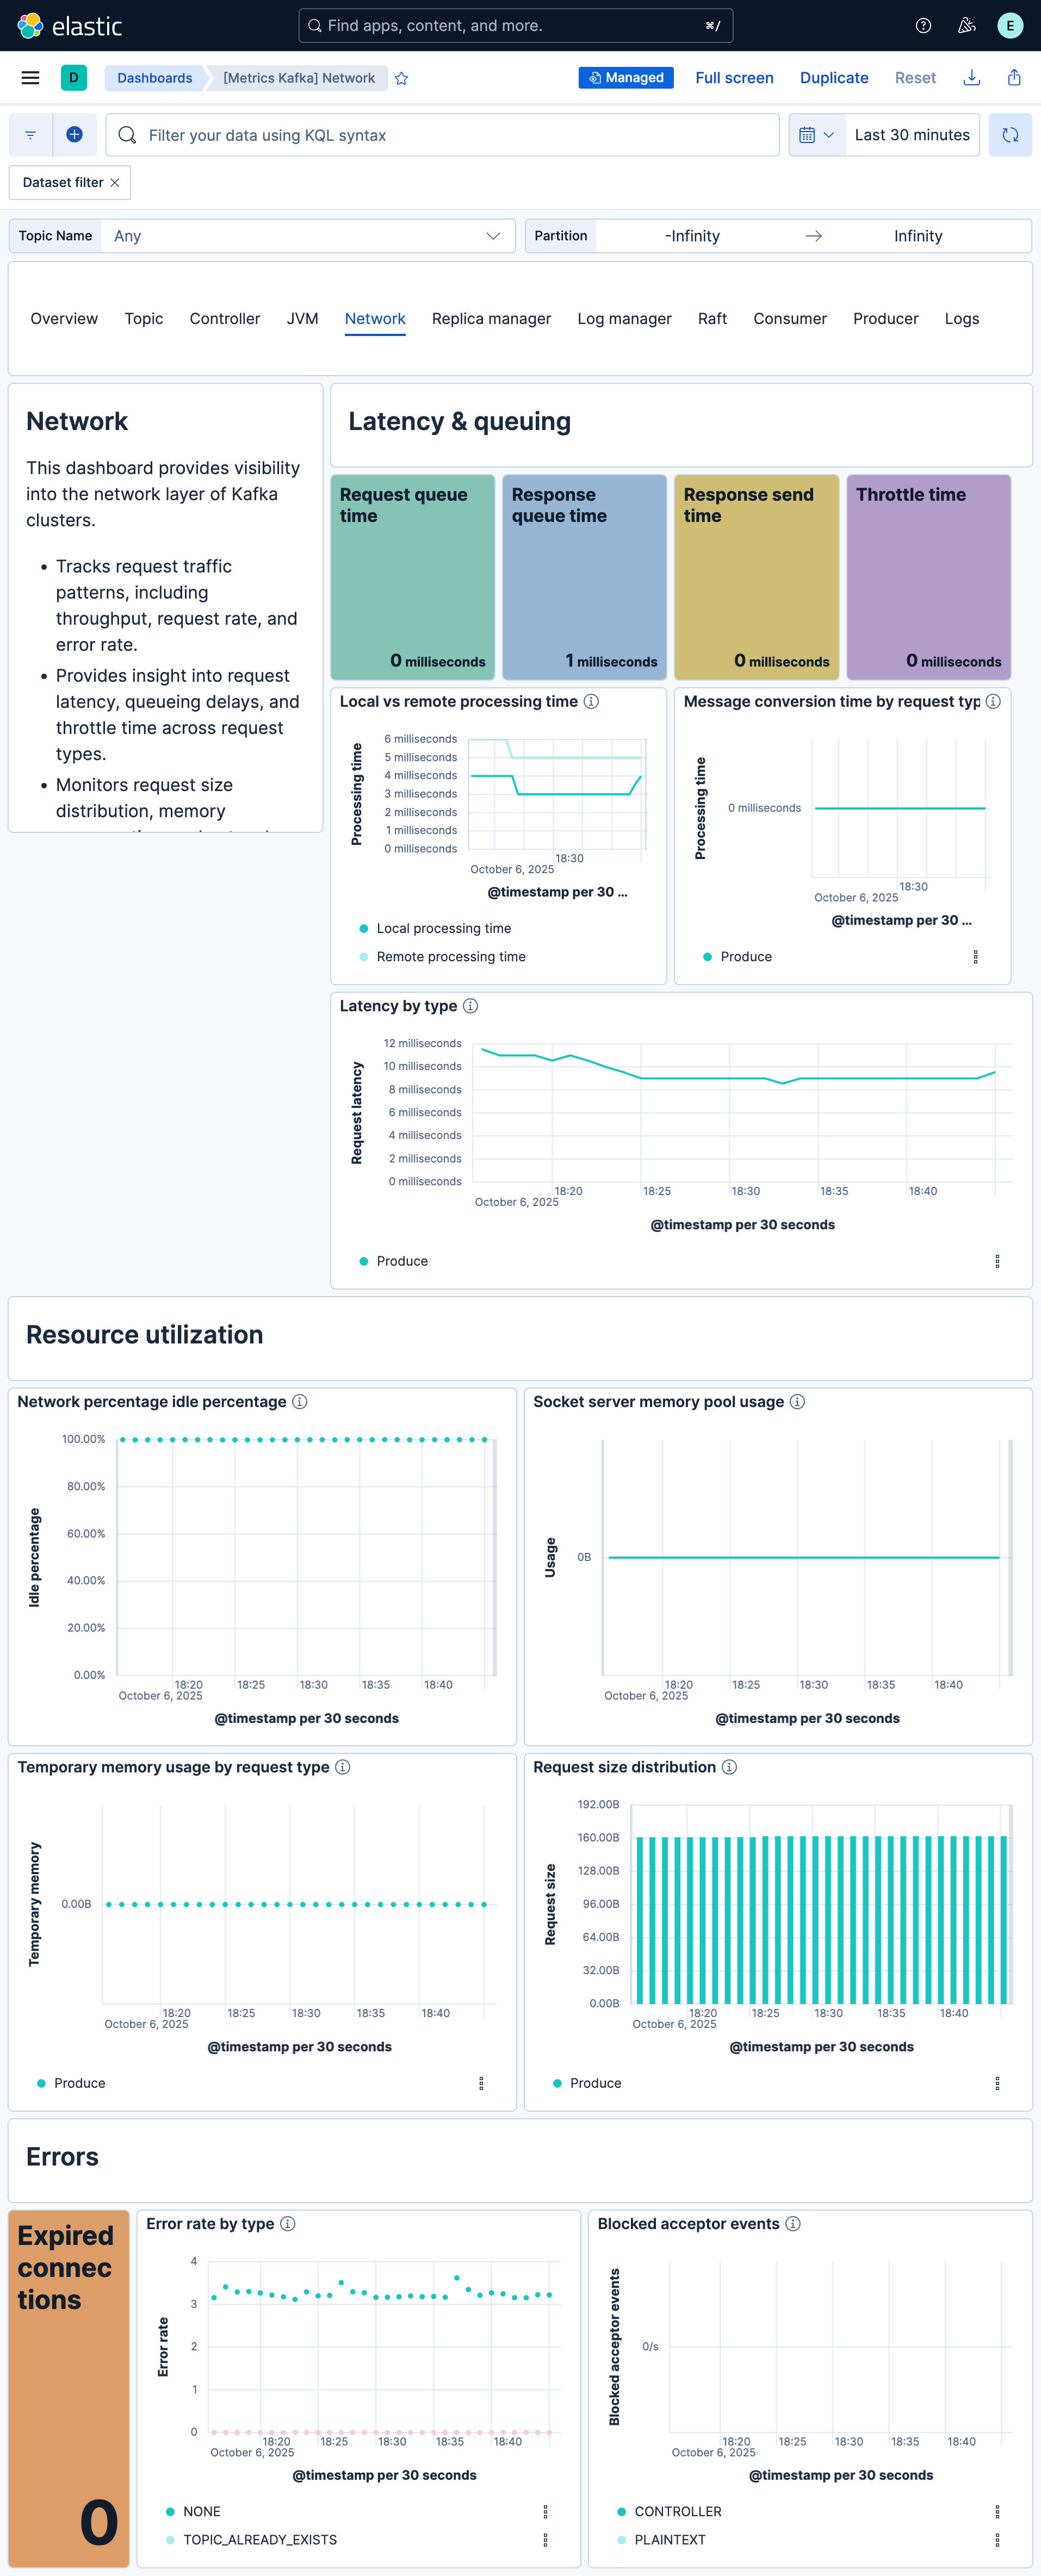 elastic
Find apps, content, and more.
⌘/
E
D
Dashboards
[Metrics Kafka] Network
Managed
Full screen
Duplicate
Reset
Filter your data using KQL syntax
Last 30 minutes
Dataset filter
Topic Name
Any
Partition
-Infinity
→
Infinity
Overview
Topic
Controller
JVM
Network
Replica manager
Log manager
Raft
Consumer
Producer
Logs
Network
This dashboard provides visibility
into the network layer of Kafka
clusters.
• Tracks request traffic
patterns, including
throughput, request rate, and
error rate.
• Provides insight into request
latency, queueing delays, and
throttle time across request
types.
• Monitors request size
distribution, memory
Latency & queuing
Request queue
time
0 milliseconds
Response
queue time
1 milliseconds
Response send
time
0 milliseconds
Throttle time
0 milliseconds
Local vs remote processing time
Processing time
6 milliseconds
5 milliseconds
4 milliseconds
3 milliseconds
2 milliseconds
1 milliseconds
0 milliseconds
18:30
October 6, 2025
@timestamp per 30 ...
Local processing time
Remote processing time
Message conversion time by request typ
Processing time
0 milliseconds
18:30
October 6, 2025
@timestamp per 30 ...
Produce
Latency by type
Request latency
12 milliseconds
10 milliseconds
8 milliseconds
6 milliseconds
4 milliseconds
2 milliseconds
0 milliseconds
18:20
18:25
18:30
18:35
18:40
October 6, 2025
@timestamp per 30 seconds
Produce
Resource utilization
Network percentage idle percentage
Idle percentage
100.00%
80.00%
60.00%
40.00%
20.00%
0.00%
18:20
18:25
18:30
18:35
18:40
October 6, 2025
@timestamp per 30 seconds
Socket server memory pool usage
Usage
0B
18:20
18:25
18:30
18:35
18:40
October 6, 2025
@timestamp per 30 seconds
Temporary memory usage by request type
Temporary memory
0.00B
18:20
18:25
18:30
18:35
18:40
October 6, 2025
@timestamp per 30 seconds
Produce
Request size distribution
Request size
192.00B
160.00B
128.00B
96.00B
64.00B
32.00B
0.00B
18:20
18:25
18:30
18:35
18:40
October 6, 2025
@timestamp per 30 seconds
Produce
Errors
Expired
connec
tions
0
Error rate by type
Error rate
4
3
2
1
0
18:20
18:25
18:30
18:35
18:40
October 6, 2025
@timestamp per 30 seconds
NONE
TOPIC_ALREADY_EXISTS
Blocked acceptor events
Blocked acceptor events
0/s
18:20
18:25
18:30
18:35
18:40
October 6, 2025
@timestamp per 30 seconds
CONTROLLER
PLAINTEXT